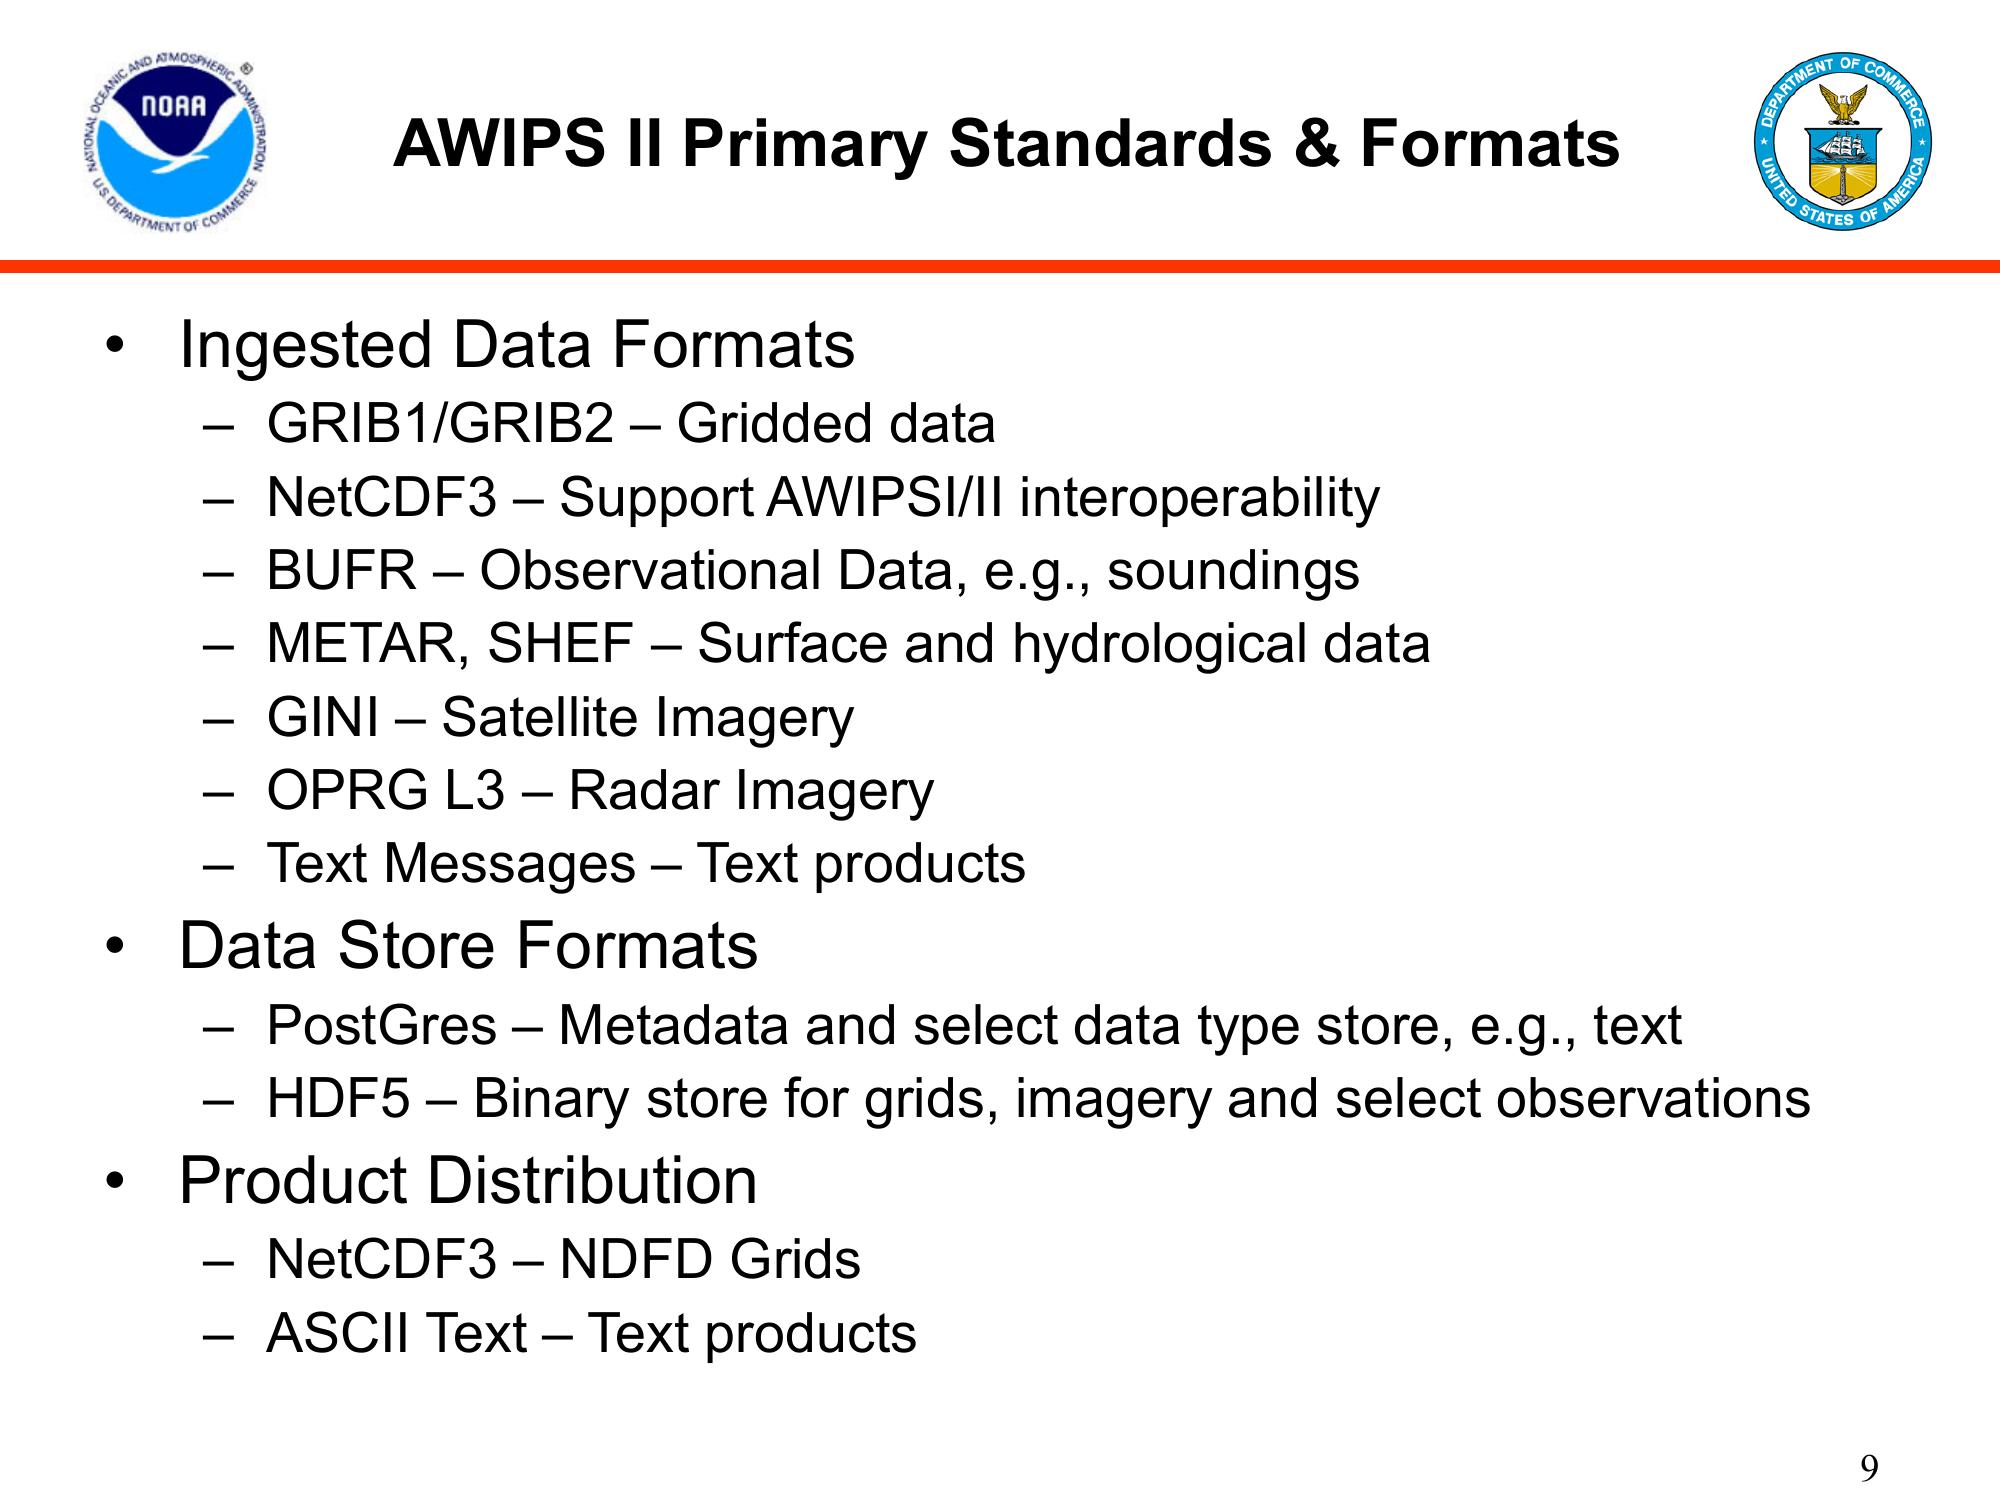 NATIONAL OCEANIC AND ATMOSPHERIC ADMINISTRATION
®
NOAA
U.S. DEPARTMENT OF COMMERCE
AWIPS II Primary Standards & Formats
DEPARTMENT OF COMMERCE
★ UNITED STATES OF AMERICA ★
• Ingested Data Formats
– GRIB1/GRIB2 – Gridded data
– NetCDF3 – Support AWIPSI/II interoperability
– BUFR – Observational Data, e.g., soundings
– METAR, SHEF – Surface and hydrological data
– GINI – Satellite Imagery
– OPRG L3 – Radar Imagery
– Text Messages – Text products
• Data Store Formats
– PostGres – Metadata and select data type store, e.g., text
– HDF5 – Binary store for grids, imagery and select observations
• Product Distribution
– NetCDF3 – NDFD Grids
– ASCII Text – Text products
9